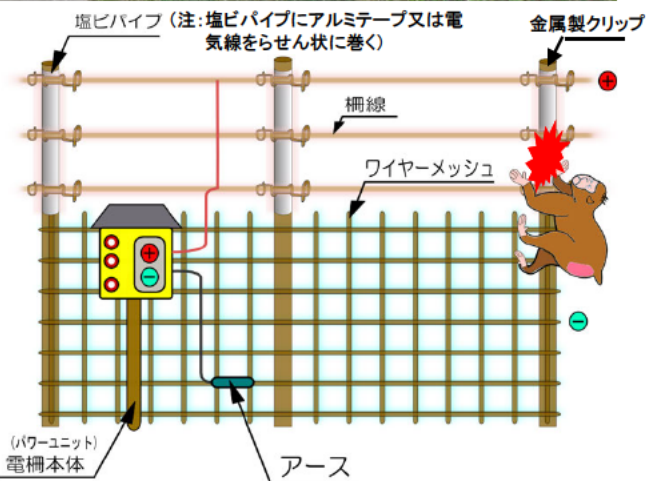 塩ビパイプ (注:塩ビパイプにアルミテープ又は電
気線をらせん状に巻く)
金属製クリップ
+
柵線
ワイヤーメッシュ
+
−
−
(パワーユニット)
電柵本体
アース